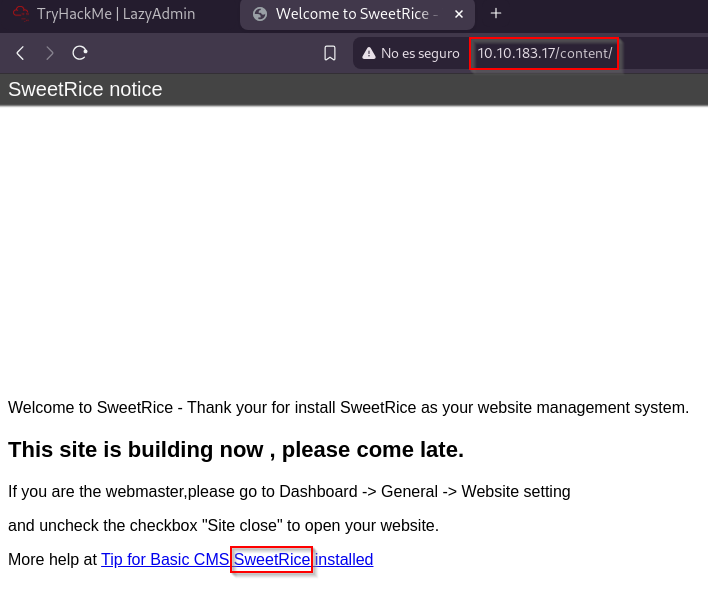 TryHackMe | LazyAdmin
Welcome to SweetRice -
No es seguro
10.10.183.17/content/
SweetRice notice
Welcome to SweetRice - Thank your for install SweetRice as your website management system.
This site is building now , please come late.
If you are the webmaster,please go to Dashboard -> General -> Website setting
and uncheck the checkbox "Site close" to open your website.
More help at Tip for Basic CMS SweetRice installed